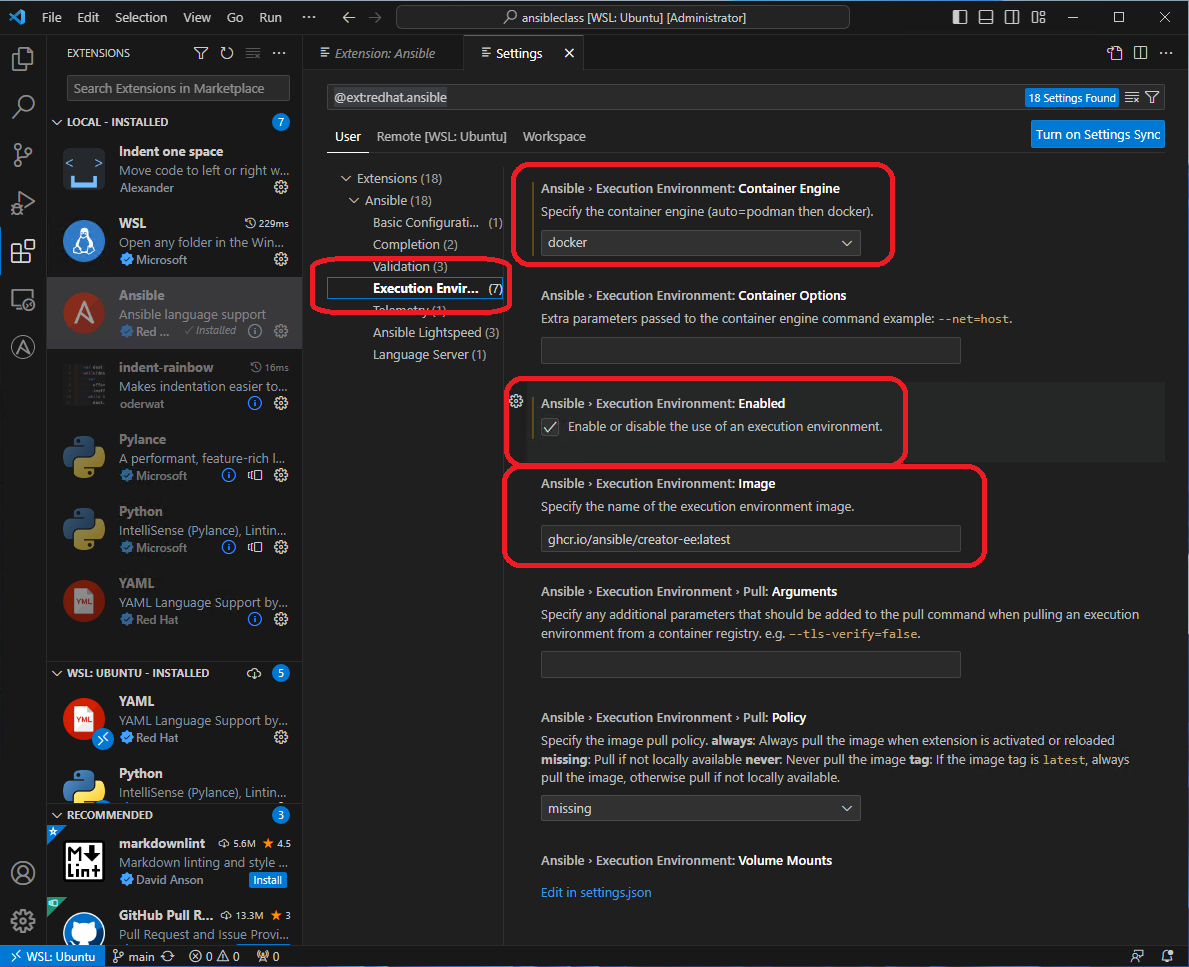 File Edit Selection View Go Run ··· ansibleclass [WSL: Ubuntu] [Administrator]
EXTENSIONS
Extension: Ansible
Settings
Search Extensions in Marketplace
@ext:redhat.ansible
18 Settings Found
User Remote [WSL: Ubuntu] Workspace
Turn on Settings Sync
LOCAL - INSTALLED 7
Indent one space
Move code to left or right w...
Alexander
WSL 229ms
Open any folder in the Win...
Microsoft
Ansible
Ansible language support
Red ... Installed
indent-rainbow 16ms
Makes indentation easier to...
oderwat
Pylance
A performant, feature-rich l...
Microsoft
Python
IntelliSense (Pylance), Lintin...
Microsoft
YAML
YAML Language Support by...
Red Hat
WSL: UBUNTU - INSTALLED 5
YAML
YAML Language Support by...
Red Hat
Python
IntelliSense (Pylance), Lintin...
RECOMMENDED 3
markdownlint 5.6M 4.5
Markdown linting and style ...
David Anson Install
GitHub Pull R... 13.3M 3
Pull Request and Issue Provi...
Extensions (18)
Ansible (18)
Basic Configurati... (1)
Completion (2)
Validation (3)
Execution Envir... (7)
Telemetry (1)
Ansible Lightspeed (3)
Language Server (1)
Ansible › Execution Environment: Container Engine
Specify the container engine (auto=podman then docker).
docker
Ansible › Execution Environment: Container Options
Extra parameters passed to the container engine command example: --net=host.
Ansible › Execution Environment: Enabled
Enable or disable the use of an execution environment.
Ansible › Execution Environment: Image
Specify the name of the execution environment image.
ghcr.io/ansible/creator-ee:latest
Ansible › Execution Environment › Pull: Arguments
Specify any additional parameters that should be added to the pull command when pulling an execution
environment from a container registry. e.g. --tls-verify=false.
Ansible › Execution Environment › Pull: Policy
Specify the image pull policy. always: Always pull the image when extension is activated or reloaded
missing: Pull if not locally available never: Never pull the image tag: If the image tag is latest, always
pull the image, otherwise pull if not locally available.
missing
Ansible › Execution Environment: Volume Mounts
Edit in settings.json
WSL: Ubuntu main 0 0 0